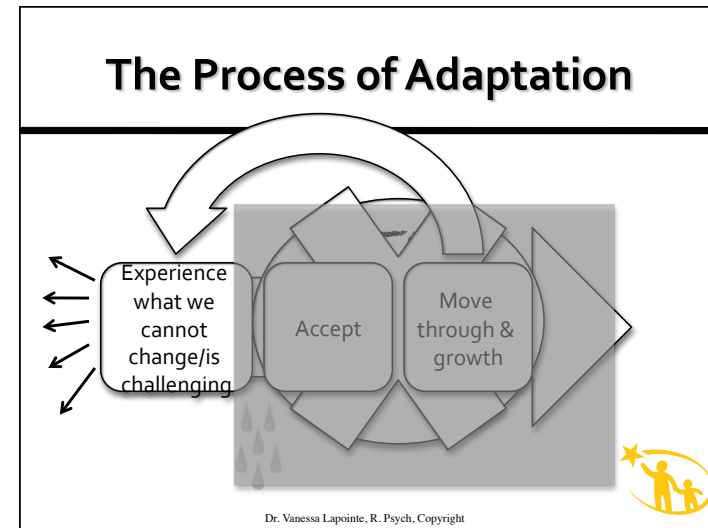 The Process of Adaptation
Experience
what we
cannot
change/is
challenging
Accept
Move
through &
growth
Dr. Vanessa Lapointe, R. Psych, Copyright